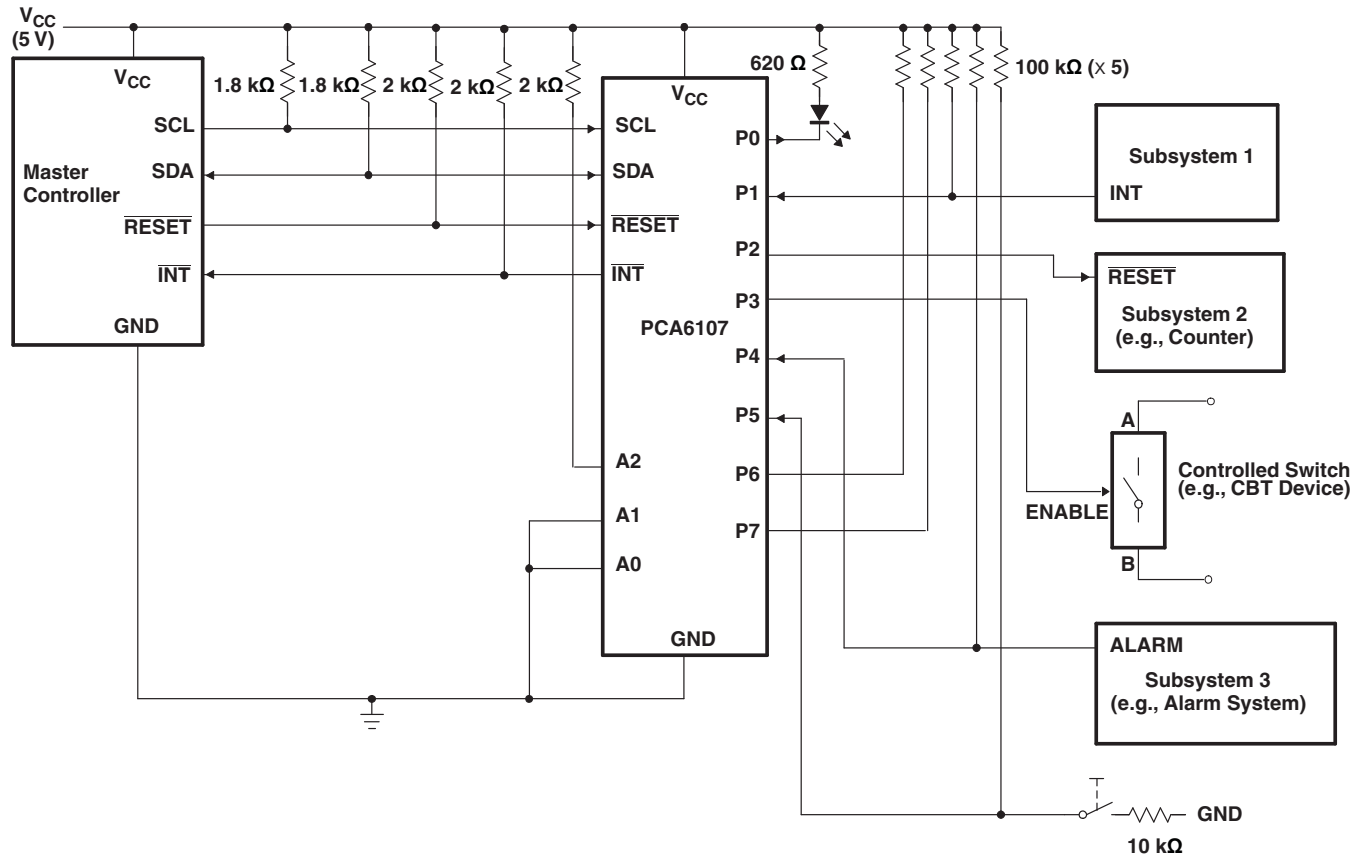 VCC
(5 V)
VCC
SCL
Master
Controller
SDA
RESET
INT
GND
1.8 kΩ
1.8 kΩ
2 kΩ
2 kΩ
2 kΩ
VCC
SCL
SDA
RESET
INT
PCA6107
A2
A1
A0
GND
P0
P1
P2
P3
P4
P5
P6
P7
620 Ω
100 kΩ (X 5)
Subsystem 1
INT
RESET
Subsystem 2
(e.g., Counter)
A
Controlled Switch
(e.g., CBT Device)
ENABLE
B
ALARM
Subsystem 3
(e.g., Alarm System)
GND
10 kΩ